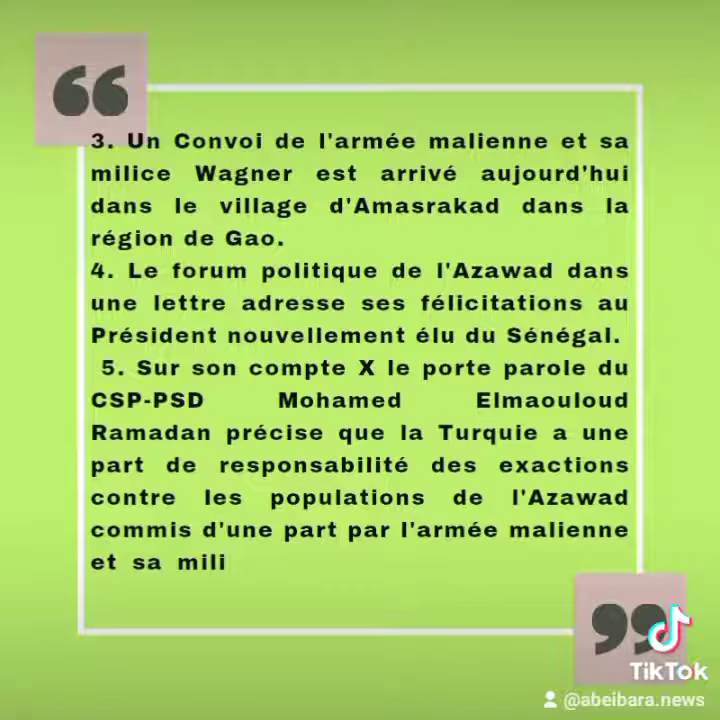 3. Un Convoi de l'armée malienne et sa
milice Wagner est arrivé aujourd'hui
dans le village d'Amasrakad dans la
région de Gao.
4. Le forum politique de l'Azawad dans
une lettre adresse ses félicitations au
Président nouvellement élu du Sénégal.
5. Sur son compte X le porte parole du
CSP-PSD Mohamed Elmaouloud
Ramadan précise que la Turquie a une
part de responsabilité des exactions
contre les populations de l'Azawad
commis d'une part par l'armée malienne
et sa mili
TikTok
@abeibara.news